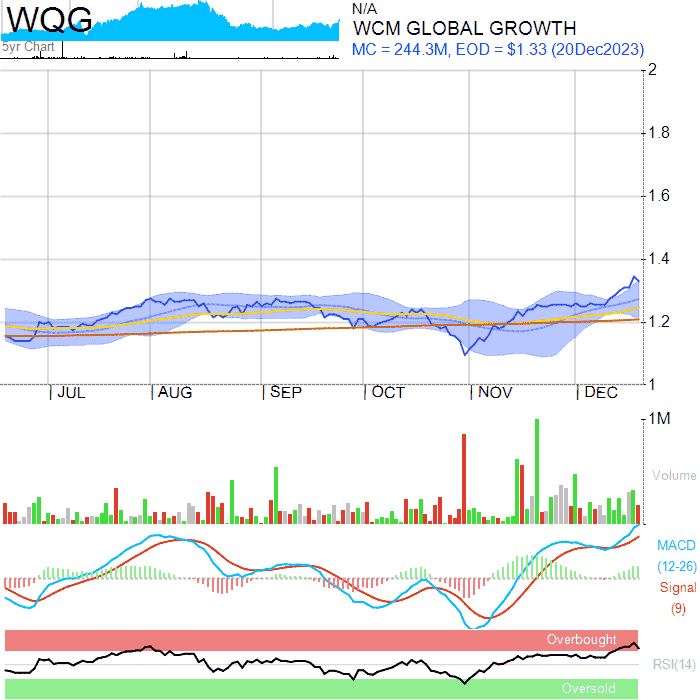 WQG
5yr Chart
N/A
WCM GLOBAL GROWTH
MC = 244.3M, EOD = $1.33 (20Dec2023)
2
1.8
1.6
1.4
1.2
1
JUL AUG SEP OCT NOV DEC
1M
Volume
MACD
(12-26)
Signal
(9)
Overbought
RSI(14)
Oversold